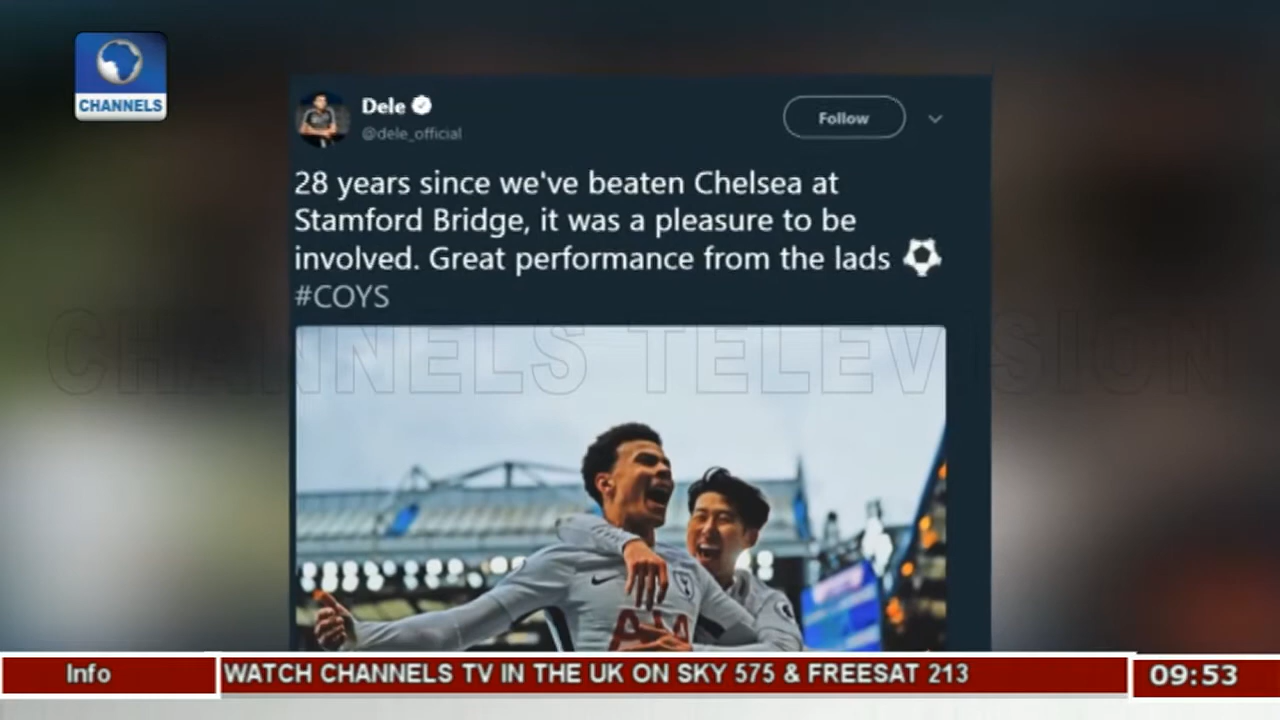 CHANNELS
Dele
@dele_official
Follow
28 years since we've beaten Chelsea at
Stamford Bridge, it was a pleasure to be
involved. Great performance from the lads
#COYS
CHANNELS TELEVISION
Info
WATCH CHANNELS TV IN THE UK ON SKY 575 & FREESAT 213
09:53